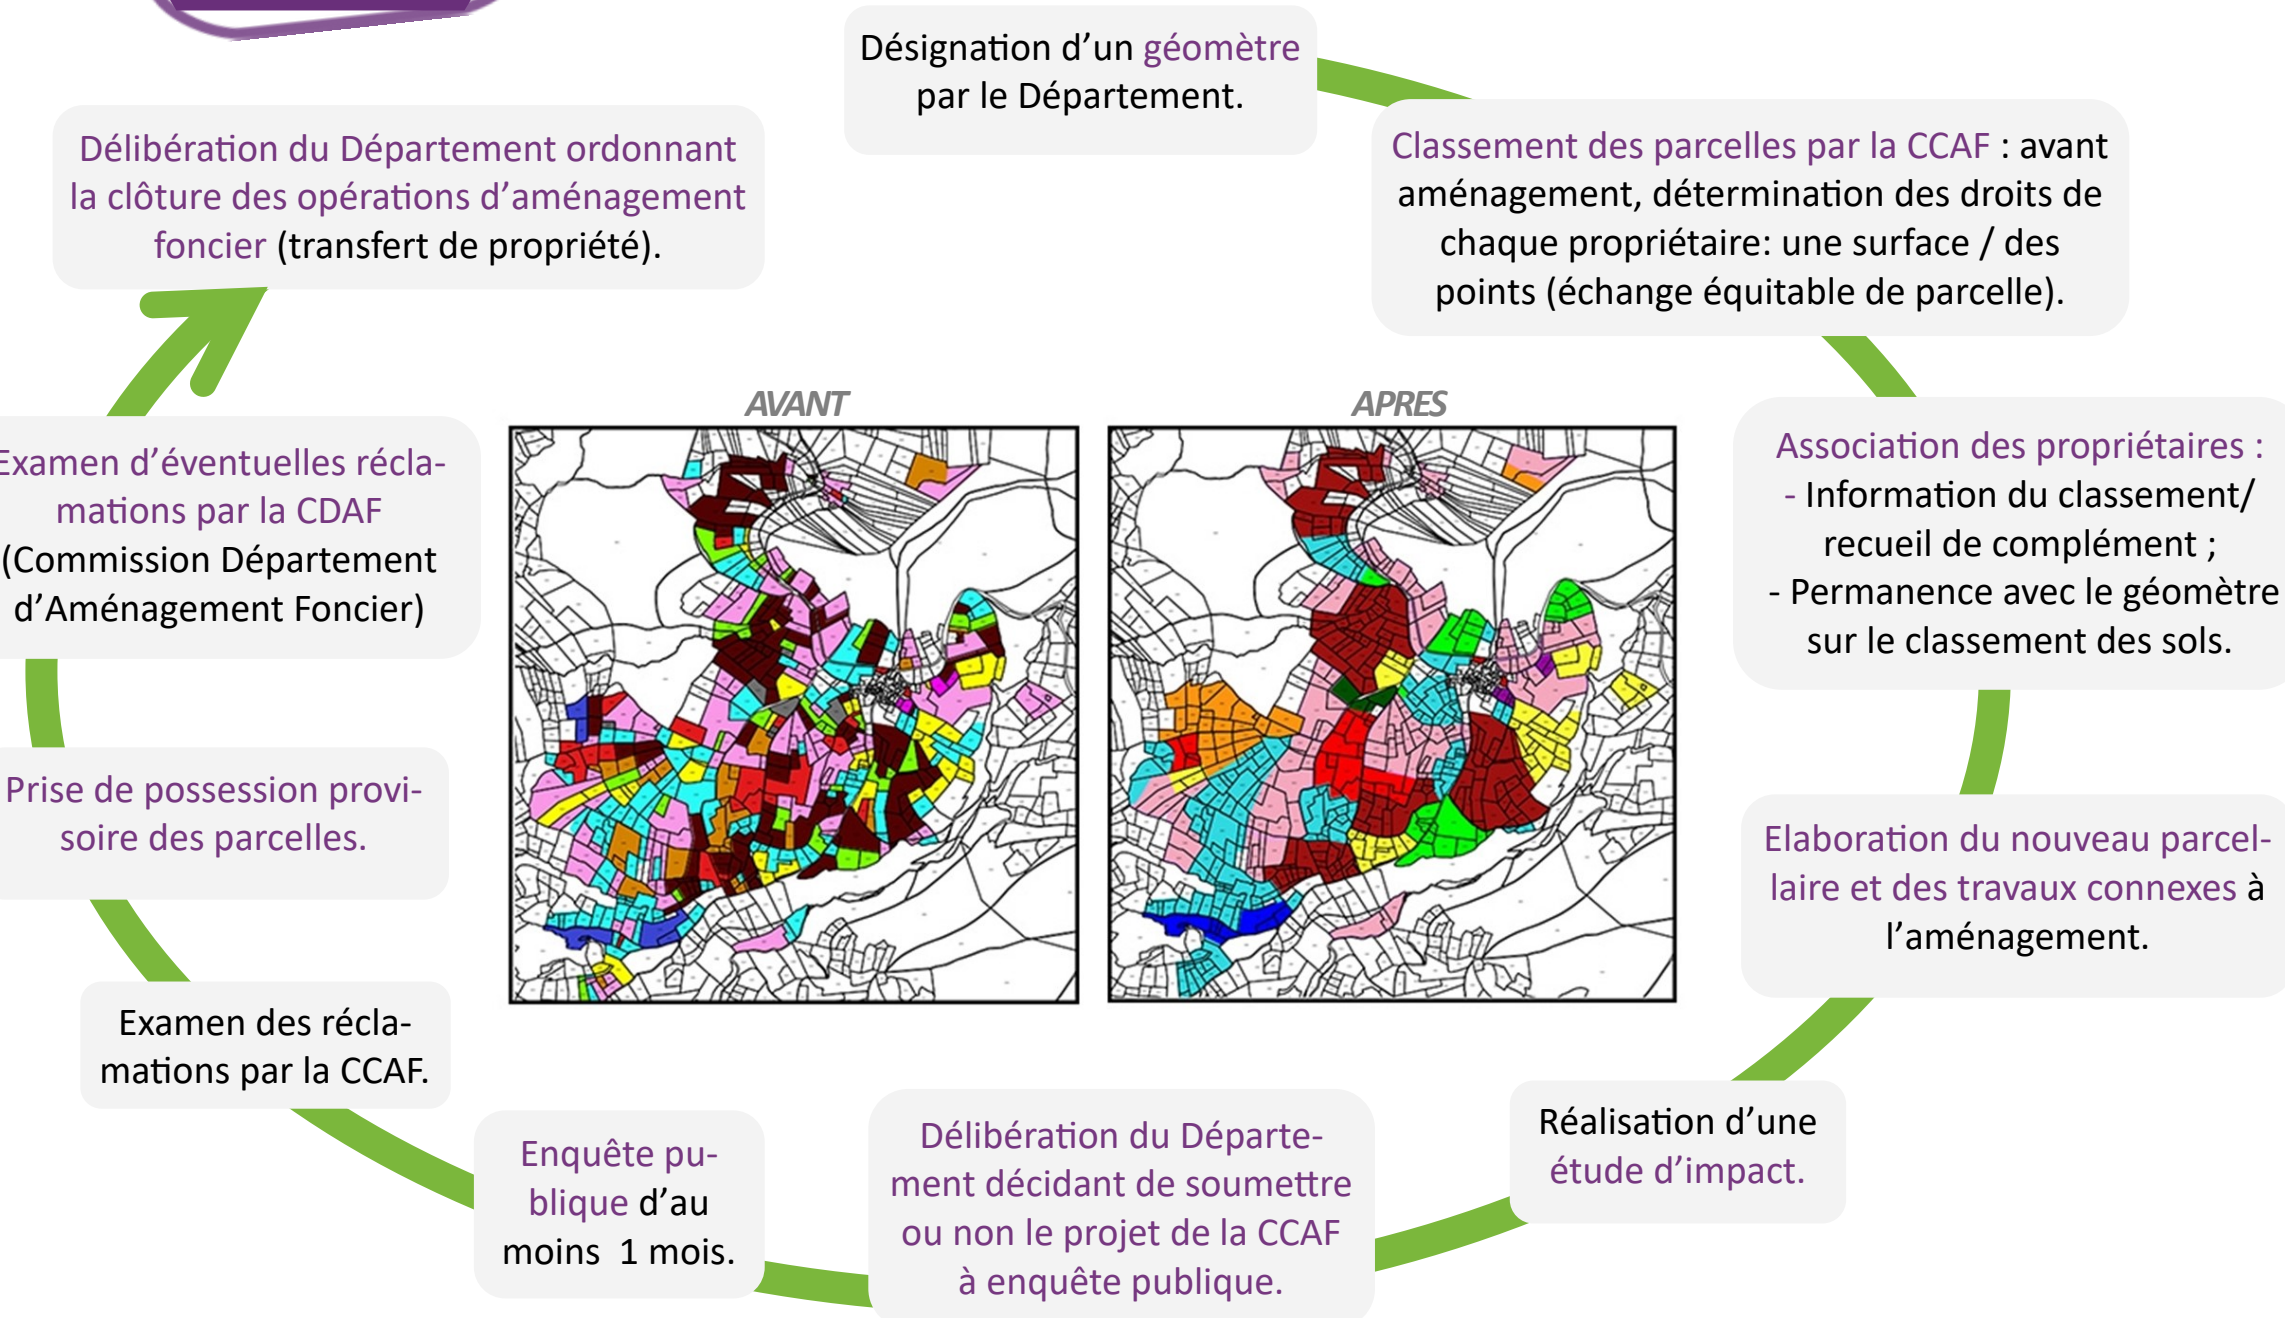 Désignation d’un géomètre
par le Département.
Classement des parcelles par la CCAF : avant
aménagement, détermination des droits de
chaque propriétaire: une surface / des
points (échange équitable de parcelle).
Association des propriétaires :
- Information du classement/
recueil de complément ;
- Permanence avec le géomètre
sur le classement des sols.
Elaboration du nouveau parcel-
laire et des travaux connexes à
l’aménagement.
Réalisation d’une
étude d’impact.
Délibération du Départe-
ment décidant de soumettre
ou non le projet de la CCAF
à enquête publique.
Enquête pu-
blique d’au
moins  1 mois.
Examen des récla-
mations par la CCAF.
Prise de possession provi-
soire des parcelles.
Examen d’éventuelles récla-
mations par la CDAF
(Commission Département
d’Aménagement Foncier)
Délibération du Département ordonnant
la clôture des opérations d’aménagement
foncier (transfert de propriété).
AVANT
APRES